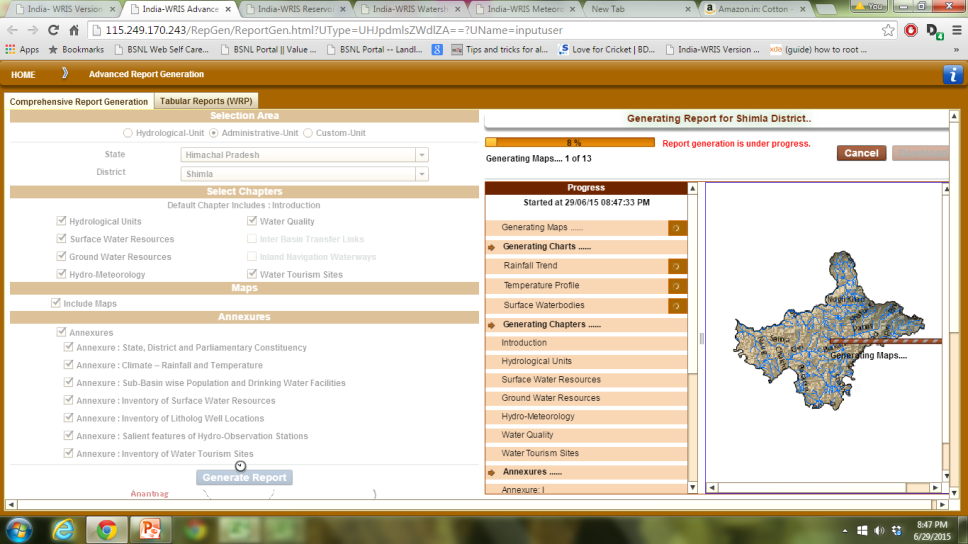 India-WRIS Version
India-WRIS Advance
India-WRIS Reservoi
India-WRIS Watersh
India-WRIS Meteoro
New Tab
Amazon.in: Cotton
You
115.249.170.243/RepGen/ReportGen.html?UType=UHJpdmlsZWdlZA==?UName=inputuser
Apps
Bookmarks
BSNL Web Self Care...
BSNL Portal || Value ...
BSNL Portal -- Landl...
Tips and tricks for al...
Love for Cricket | BD...
India-WRIS Version ...
(guide) how to root ...
HOME
Advanced Report Generation
Comprehensive Report Generation
Tabular Reports (WRP)
Selection Area
Hydrological-Unit
Administrative-Unit
Custom-Unit
State
Himachal Pradesh
District
Shimla
Select Chapters
Default Chapter Includes : Introduction
Hydrological Units
Water Quality
Surface Water Resources
Inter Basin Transfer Links
Ground Water Resources
Inland Navigation Waterways
Hydro-Meteorology
Water Tourism Sites
Maps
Include Maps
Annexures
Annexures
Annexure : State, District and Parliamentary Constituency
Annexure : Climate – Rainfall and Temperature
Annexure : Sub-Basin wise Population and Drinking Water Facilities
Annexure : Inventory of Surface Water Resources
Annexure : Inventory of Litholog Well Locations
Annexure : Salient features of Hydro-Observation Stations
Annexure : Inventory of Water Tourism Sites
Generate Report
Anantnag
Generating Report for Shimla District..
8 %
Report generation is under progress.
Generating Maps.... 1 of 13
Cancel
Progress
Started at 29/06/15 08:47:33 PM
Generating Maps ......
Generating Charts ......
Rainfall Trend
Temperature Profile
Surface Waterbodies
Generating Chapters ......
Introduction
Hydrological Units
Surface Water Resources
Ground Water Resources
Hydro-Meteorology
Water Quality
Water Tourism Sites
Annexures ......
Annexure: I
Generating Maps....
8:47 PM
6/29/2015